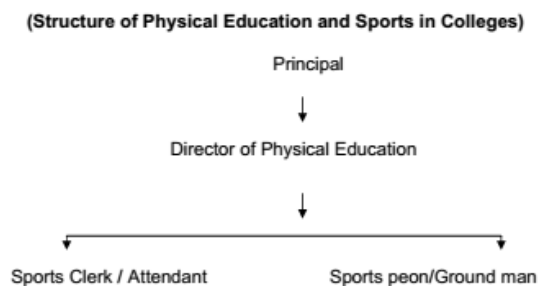 (Structure of Physical Education and Sports in Colleges)
Principal
Director of Physical Education
Sports Clerk / Attendant
Sports peon/Ground man